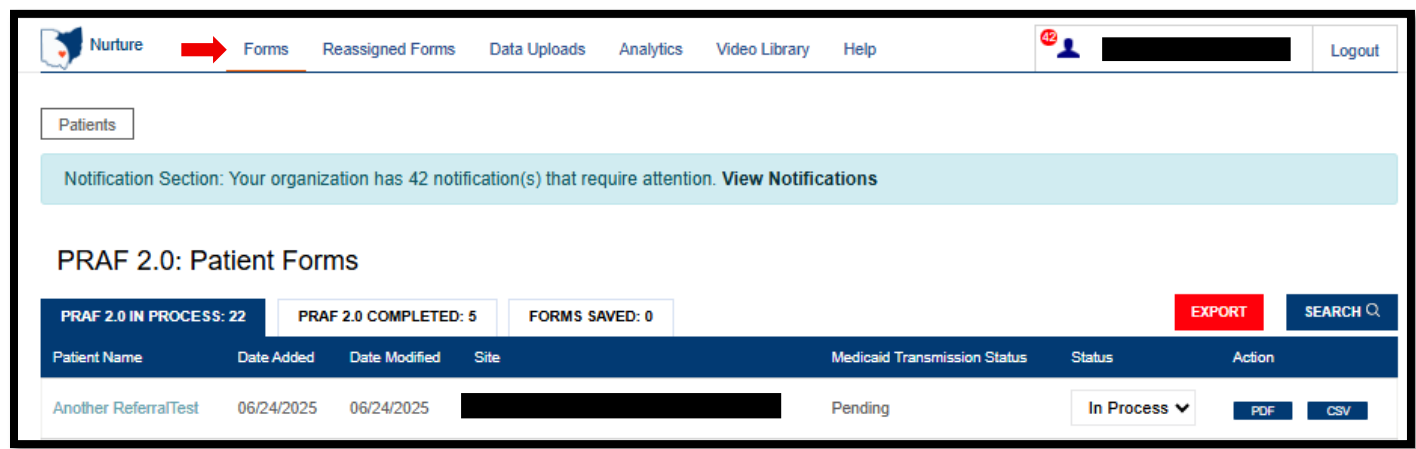 Nurture Forms Reassigned Forms Data Uploads Analytics Video Library Help 42 Logout
Patients
Notification Section: Your organization has 42 notification(s) that require attention. View Notifications
PRAF 2.0: Patient Forms
PRAF 2.0 IN PROCESS: 22 PRAF 2.0 COMPLETED: 5 FORMS SAVED: 0 EXPORT SEARCH
Patient Name Date Added Date Modified Site Medicaid Transmission Status Status Action
Another ReferralTest 06/24/2025 06/24/2025 Pending In Process PDF CSV